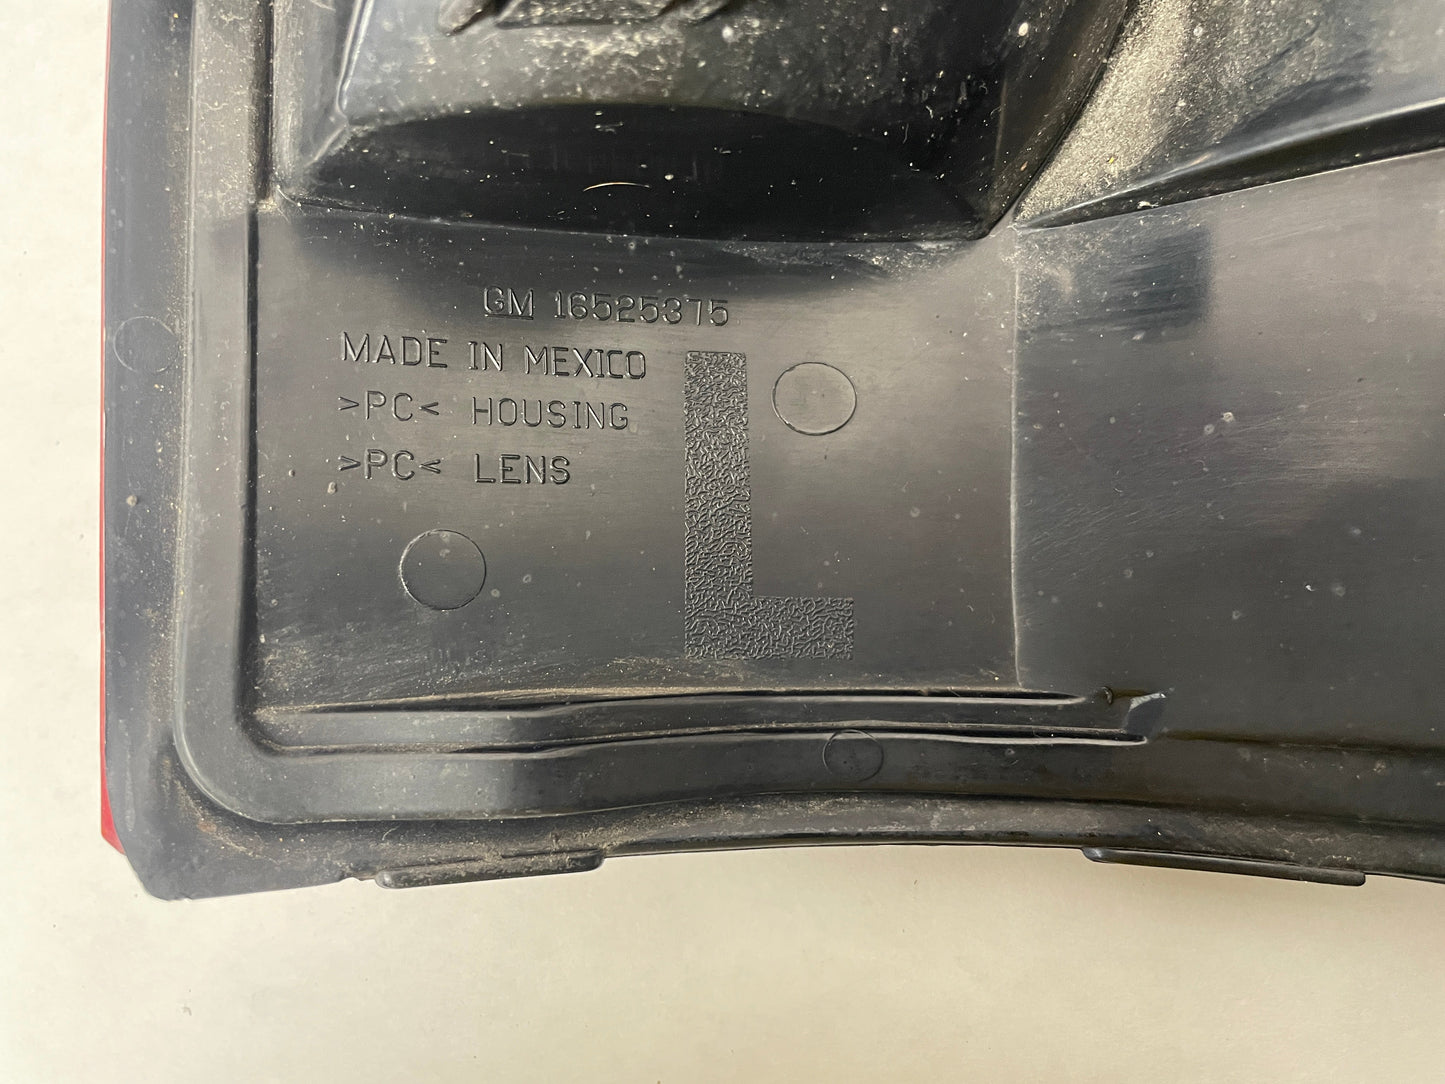 GM 16525375
MADE IN MEXICO
>PC< HOUSING
>PC< LENS
L